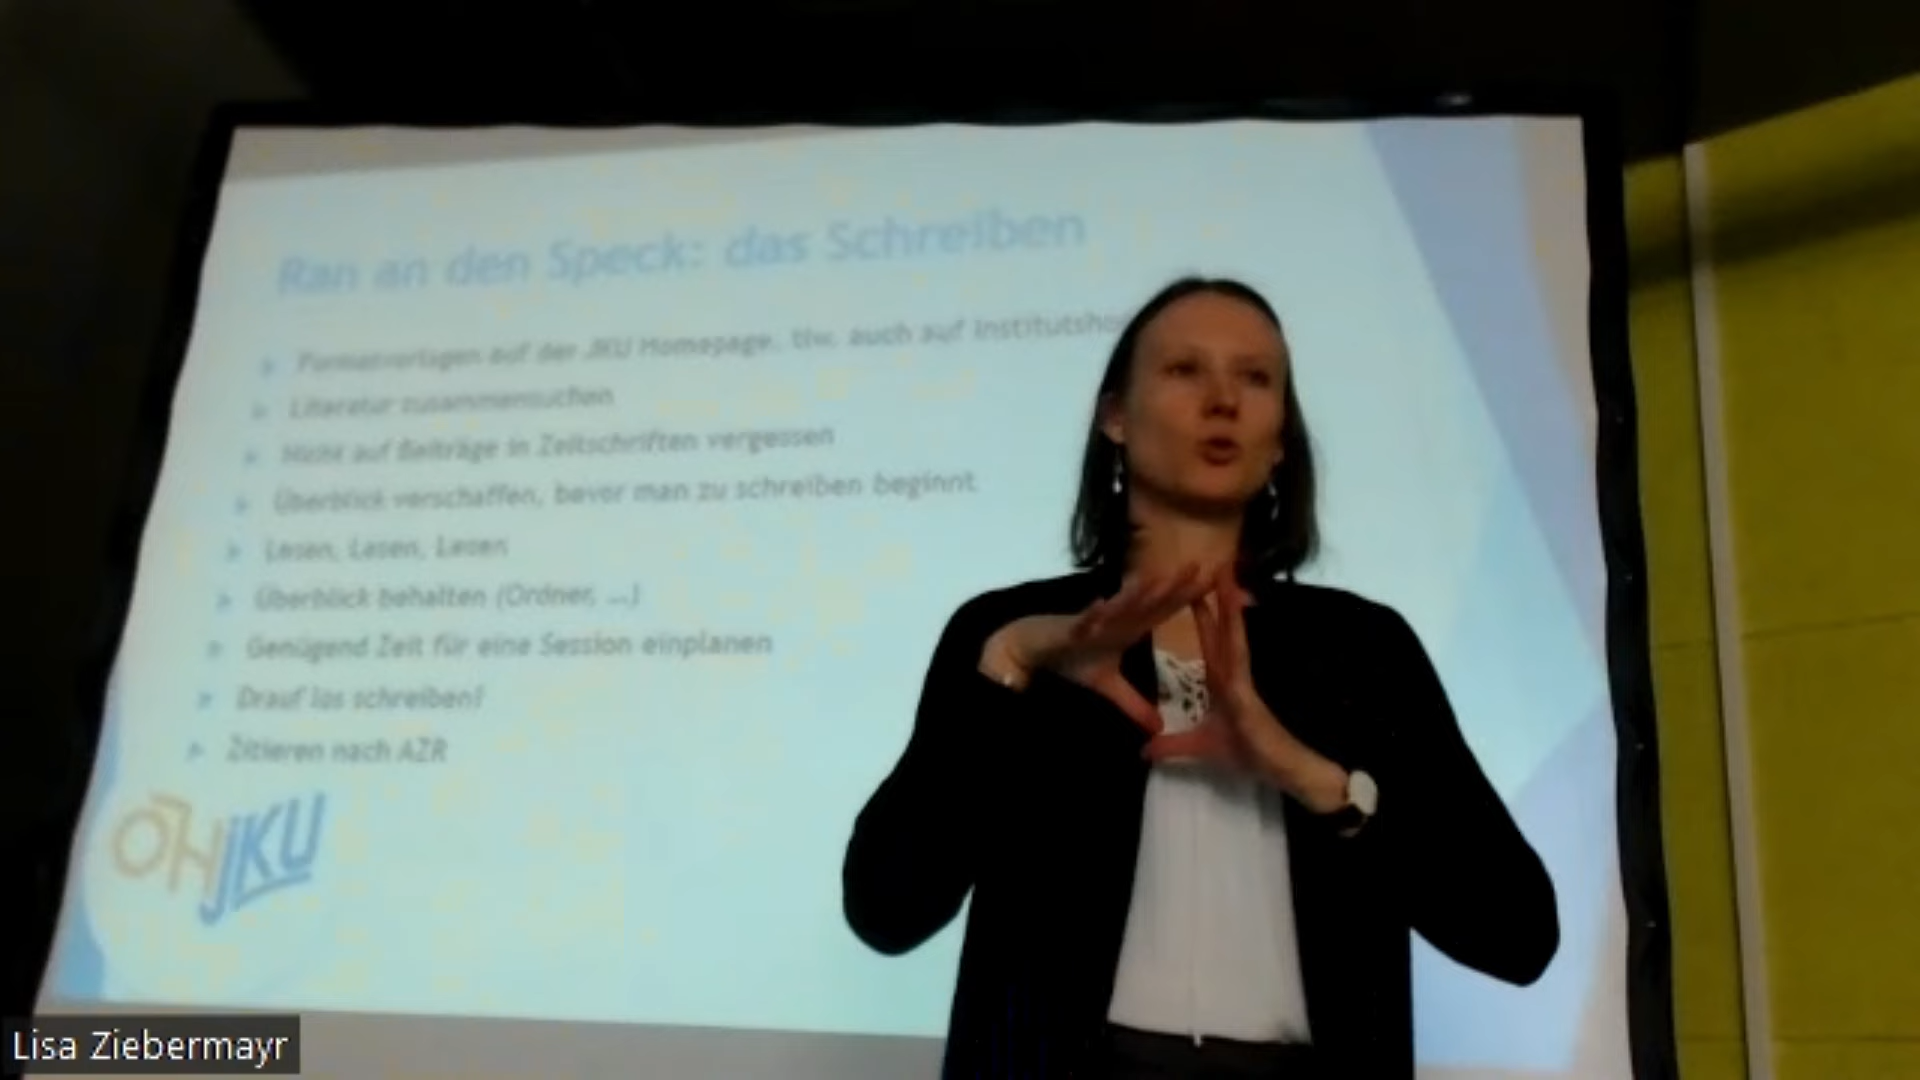 Ran an den Speck: das Schreiben
Formatvorlagen auf der JKU Homepage, tlw. auch auf
Literatur zusammensuchen
Nicht auf Beiträge in Zeitschriften vergessen
Überblick verschaffen, bevor man zu schreiben beginnt
Lesen, Lesen, Lesen
Überblick behalten (Ordner, ...)
Genügend Zeit für eine Session einplanen
Drauf los schreiben!
Zitieren nach AZR
ÖH JKU
Lisa Ziebermayr